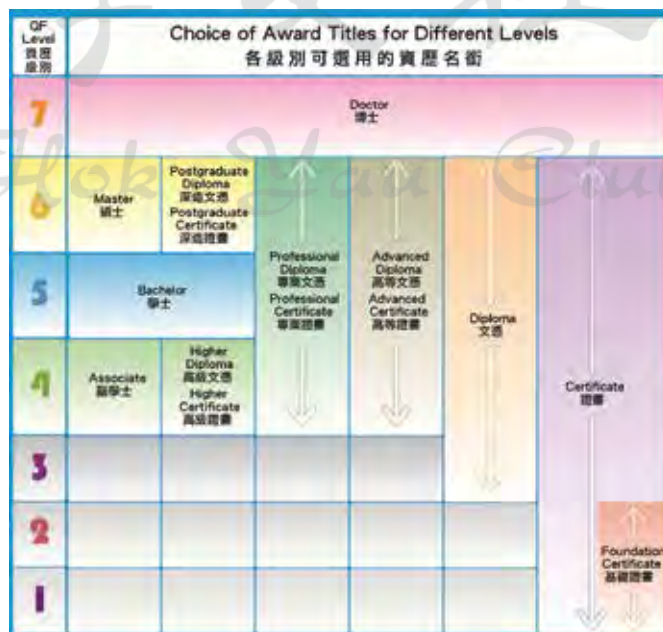 QF
Level
資歷
級別
Choice of Award Titles for Different Levels
各級別可選用的資歷名銜
7
Doctor
博士
6
Master
碩士
Postgraduate
Diploma
深造文憑
Postgraduate
Certificate
深造證書
Professional
Diploma
專業文憑
Professional
Certificate
專業證書
Advanced
Diploma
高等文憑
Advanced
Certificate
高等證書
Diploma
文憑
Certificate
證書
5
Bachelor
學士
4
Associate
副學士
Higher
Diploma
高級文憑
Higher
Certificate
高級證書
3
2
Foundation
Certificate
基礎證書
1
Hok Yau Club